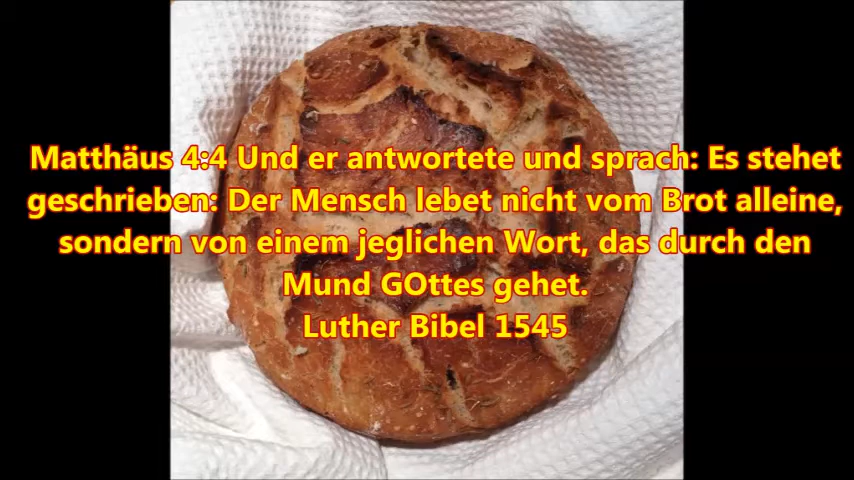 Matthäus 4:4 Und er antwortete und sprach: Es stehet
geschrieben: Der Mensch lebet nicht vom Brot alleine,
sondern von einem jeglichen Wort, das durch den
Mund GOttes gehet.
Luther Bibel 1545